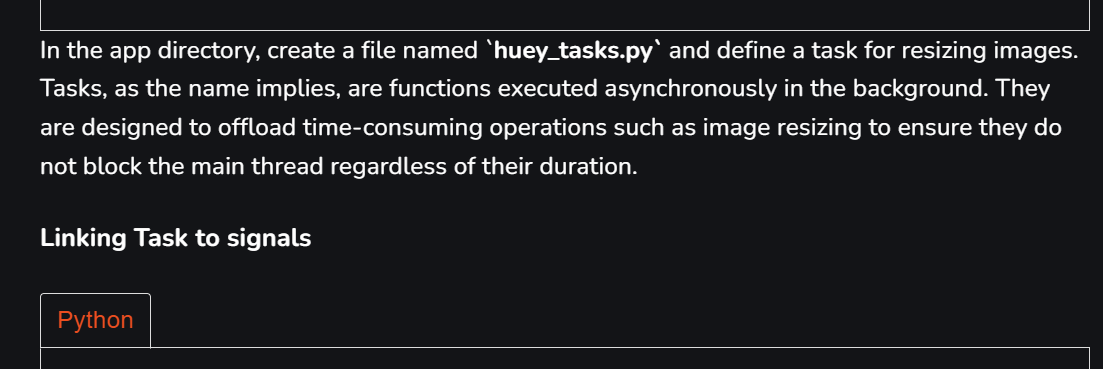 In the app directory, create a file named `huey_tasks.py` and define a task for resizing images.
Tasks, as the name implies, are functions executed asynchronously in the background. They
are designed to offload time-consuming operations such as image resizing to ensure they do
not block the main thread regardless of their duration.
Linking Task to signals
Python